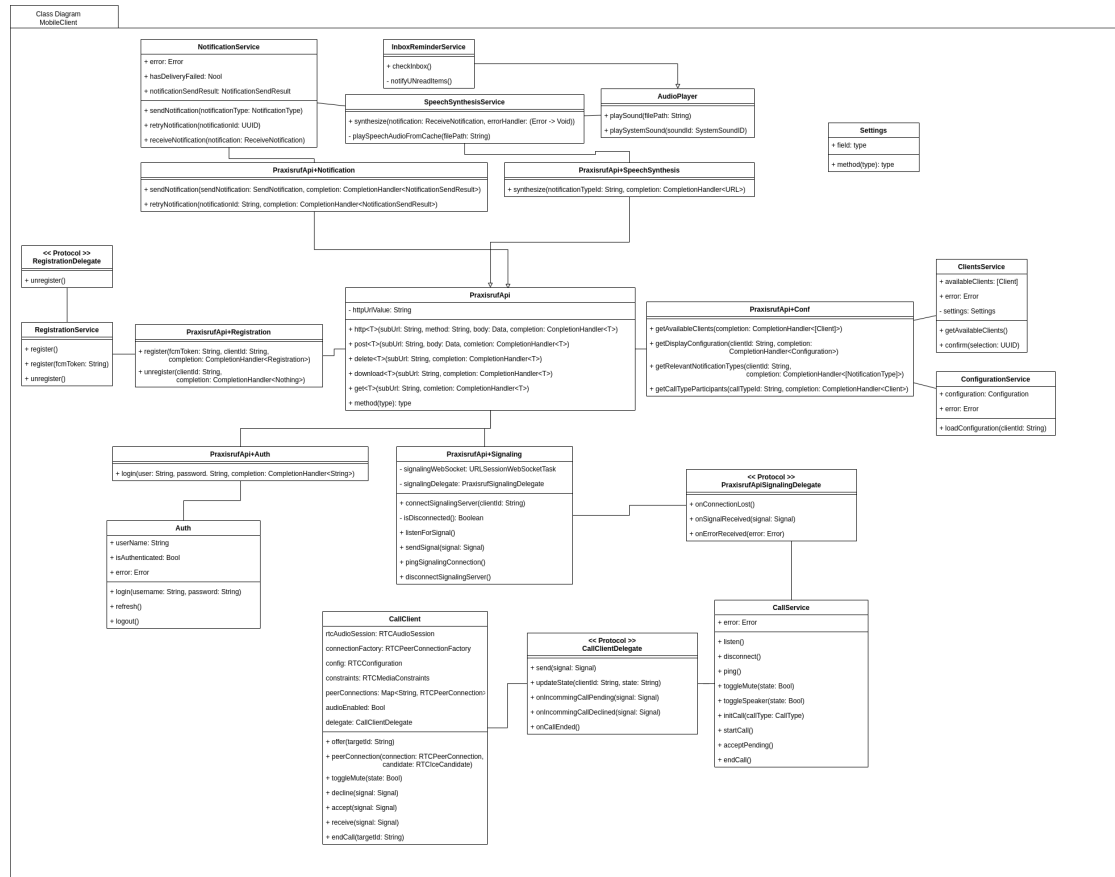 Class Diagram
MobileClient
NotificationService
+ error: Error
+ hasDeliveryFailed: Nool
+ notificationSendResult: NotificationSendResult
+ sendNotification(notificationType: NotificationType)
+ retryNotification(notificationId: UUID)
+ receiveNotification(notification: ReceiveNotification)
InboxReminderService
+ checkInbox()
- notifyUNreadItems()
SpeechSynthesisService
+ synthesize(notification: ReceiveNotification, errorHandler: (Error -> Void))
- playSpeechAudioFromCache(filePath: String)
AudioPlayer
+ playSound(filePath: String)
+ playSystemSound(soundId: SystemSoundID)
Settings
+ field: type
+ method(type): type
PraxisrufApi+Notification
+ sendNotification(sendNotification: SendNotification, completion: CompletionHandler<NotificationSendResult>)
+ retryNotification(notificationId: String, completion: CompletionHandler<NotificationSendResult>)
PraxisrufApi+SpeechSynthesis
+ synthesize(notificationTypeId: String, completion: CompletionHandler<URL>)
<< Protocol >>
RegistrationDelegate
+ unregister()
RegistrationService
+ register()
+ register(fcmToken: String)
+ unregister()
PraxisrufApi+Registration
+ register(fcmToken: String, clientId: String,
completion: CompletionHandler<Registration>)
+ unregister(clientId: String,
completion: CompletionHandler<Nothing>)
PraxisrufApi
- httpUrlValue: String
+ http<T>(subUrl: String, method: String, body: Data, completion: ConpletionHandler<T>)
+ post<T>(subUrl: String, body: Data, comletion: CompletionHandler<T>)
+ delete<T>(subUrl: String, completion: CompletionHandler<T>)
+ download<T>(subUrl: String, completion: CompletionHandler<T>)
+ get<T>(subUrl: String, comletion: CompletionHandler<T>)
+ method(type): type
PraxisrufApi+Conf
+ getAvailableClients(completion: CompletionHandler<[Client]>)
+ getDisplayConfiguration(clientId: String, completion:
CompletionHandler<Configuration>)
+ getRelevantNotificationTypes(clientId: String,
completion: CompletionHandler<[NotificationType]>)
+ getCallTypeParticipants(callTypeId: String, completion: CompletionHandler<Client>)
ClientsService
+ availableClients: [Client]
+ error: Error
- settings: Settings
+ getAvailableClients()
+ confirm(selection: UUID)
ConfigurationService
+ configuration: Configuration
+ error: Error
+ loadConfiguration(clientId: String)
PraxisrufApi+Auth
+ login(user: String, password. String, completion: CompletionHandler<String>)
Auth
+ userName: String
+ isAuthenticated: Bool
+ error: Error
+ login(username: String, password: String)
+ refresh()
+ logout()
PraxisrufApi+Signaling
- signalingWebSocket: URLSessionWebSocketTask
- signalingDelegate: PraxisrufSignalingDelegate
+ connectSignalingServer(clientId: String)
- isDisconnected(): Boolean
+ listenForSignal()
+ sendSignal(signal: Signal)
+ pingSignalingConnection()
+ disconnectSignalingServer()
<< Protocol >>
PraxisrufApiSignalingDelegate
+ onConnectionLost()
+ onSignalReceived(signal: Signal)
+ onErrorReceived(error: Error)
CallClient
rtcAudioSession: RTCAudioSession
connectionFactory: RTCPeerConnectionFactory
config: RTCConfiguration
constraints: RTCMediaConstraints
peerConnections: Map<String, RTCPeerConnection>
audioEnabled: Bool
delegate: CallClientDelegate
+ offer(targetId: String)
+ peerConnection(connection: RTCPeerConnection,
candidate: RTCIceCandidate)
+ toggleMute(state: Bool)
+ decline(signal: Signal)
+ accept(signal: Signal)
+ receive(signal: Signal)
+ endCall(targetId: String)
<< Protocol >>
CallClientDelegate
+ send(signal: Signal)
+ updateState(clientId: String, state: String)
+ onIncommingCallPending(signal: Signal)
+ onIncommingCallDeclined(signal: Signal)
+ onCallEnded()
CallService
+ error: Error
+ listen()
+ disconnect()
+ ping()
+ toggleMute(state: Bool)
+ toggleSpeaker(state: Bool)
+ initCall(callType: CallType)
+ startCall()
+ acceptPending()
+ endCall()